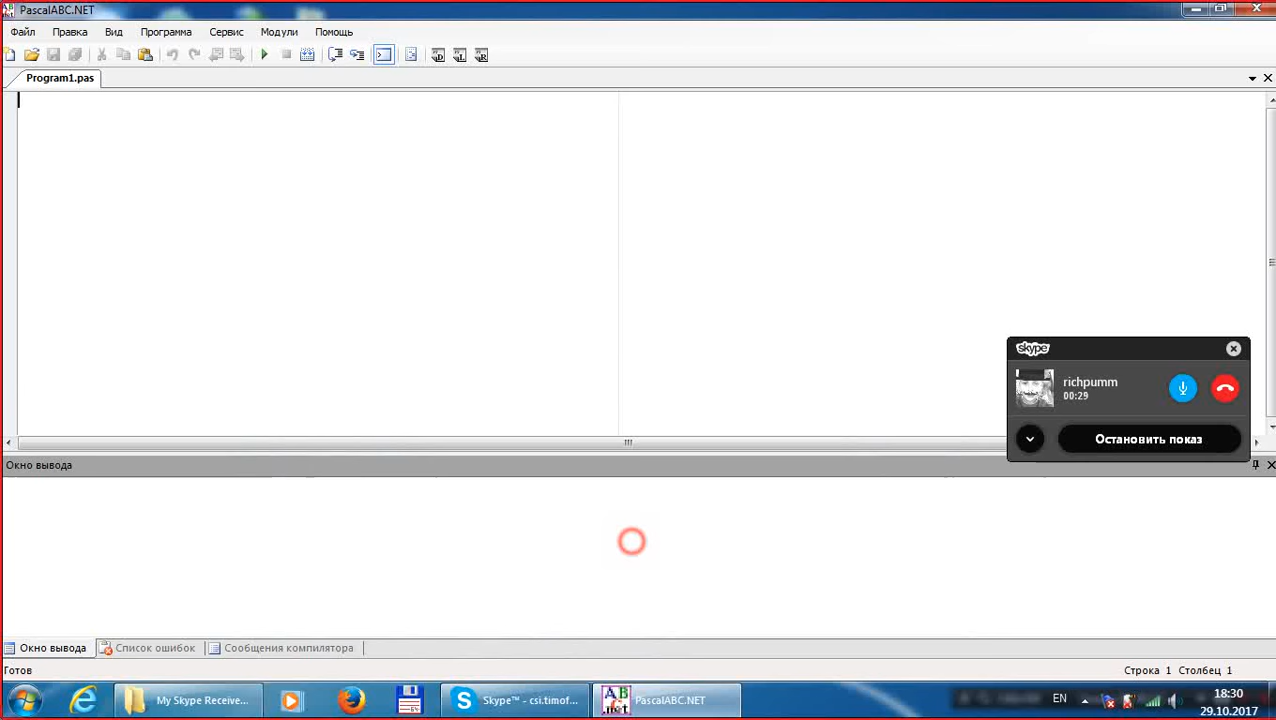 PascalABC.NET
Файл Правка Вид Программа Сервис Модули Помощь
Program1.pas
skype
richpumm
00:29
Остановить показ
Окно вывода
Окно вывода Список ошибок Сообщения компилятора
Готов Строка 1 Столбец 1
My Skype Receive... Skype™ - csi.timof... PascalABC.NET EN 18:30
29.10.2017